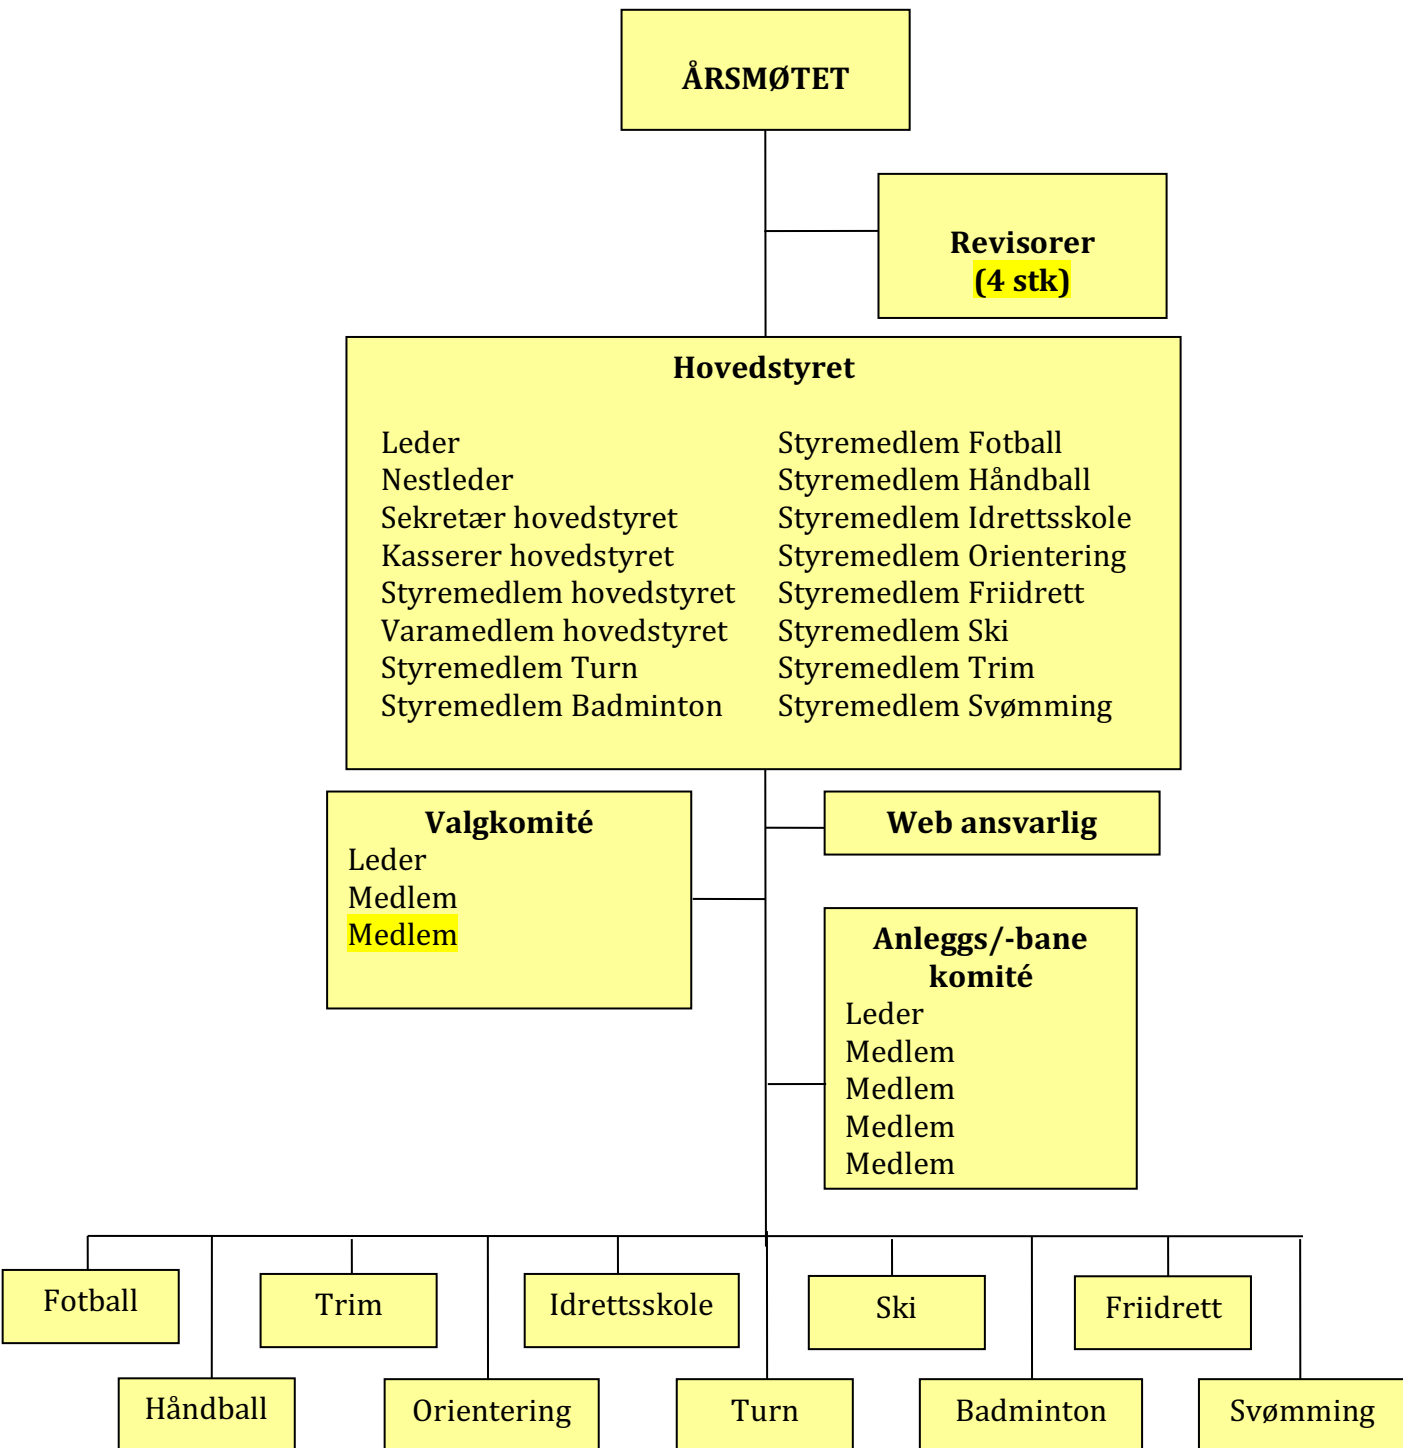 ÅRSMØTET
Revisorer
(4 stk)
Hovedstyret
Leder
Nestleder
Sekretær hovedstyret
Kasserer hovedstyret
Styremedlem hovedstyret
Varamedlem hovedstyret
Styremedlem Turn
Styremedlem Badminton
Styremedlem Fotball
Styremedlem Håndball
Styremedlem Idrettsskole
Styremedlem Orientering
Styremedlem Friidrett
Styremedlem Ski
Styremedlem Trim
Styremedlem Svømming
Valgkomité
Leder
Medlem
Medlem
Web ansvarlig
Anleggs/-bane
komité
Leder
Medlem
Medlem
Medlem
Medlem
Fotball
Trim
Idrettsskole
Ski
Friidrett
Håndball
Orientering
Turn
Badminton
Svømming